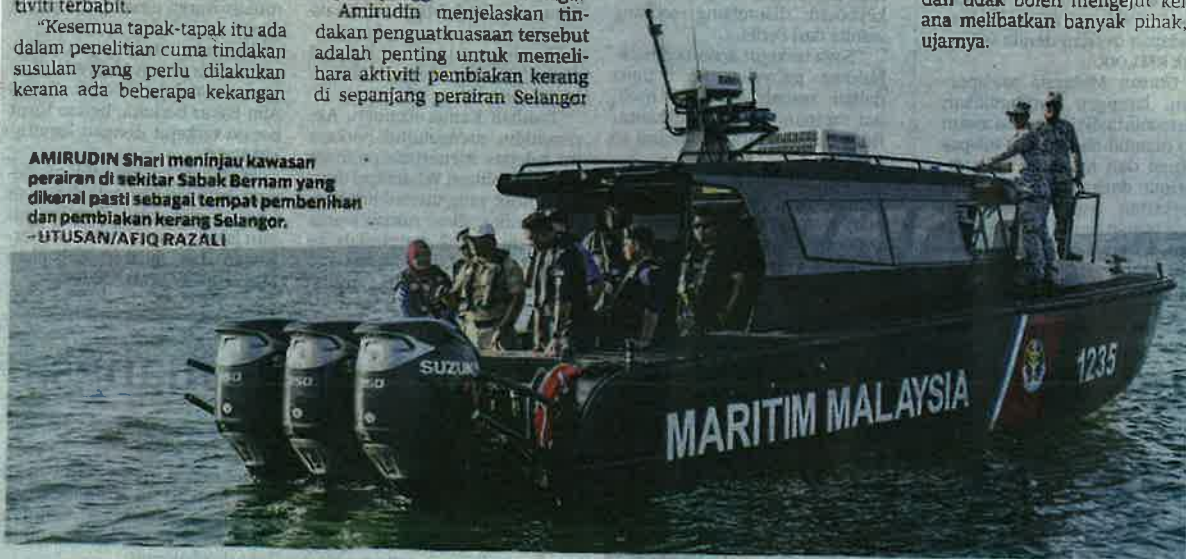 tiviti terbabit.
"Kesemua tapak-tapak itu ada
dalam penelitian cuma tindakan
susulan yang perlu dilakukan
kerana ada beberapa kekangan
Amirudin menjelaskan tin-
dakan penguatkuasaan tersebut
adalah penting untuk memeli-
hara aktiviti pembiakan kerang
di sepanjang perairan Selangor
dan tidak boleh mengejut ker
ana melibatkan banyak pihak,
ujarnya.
AMIRUDIN Shari meninjau kawasan
perairan di sekitar Sabak Bernam yang
dikenal pasti sebagai tempat pembenihan
dan pembiakan kerang Selangor.
-UTUSAN/AFIQ RAZALI
SUZUKI
MARITIM MALAYSIA
1235